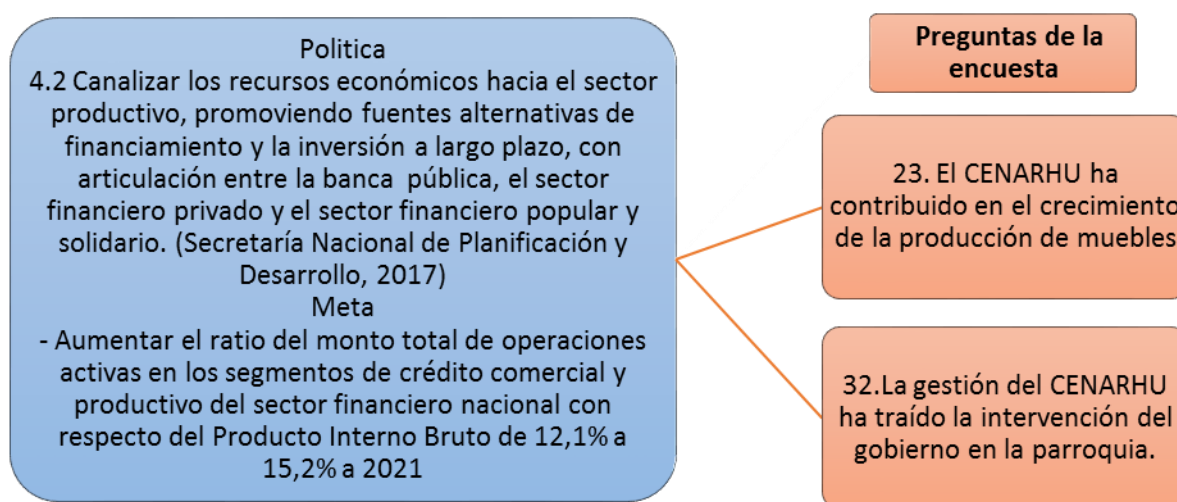 Politica
4.2 Canalizar los recursos económicos hacia el sector
productivo, promoviendo fuentes alternativas de
financiamiento y la inversión a largo plazo, con
articulación entre la banca pública, el sector
financiero privado y el sector financiero popular y
solidario. (Secretaría Nacional de Planificación y
Desarrollo, 2017)
Meta
- Aumentar el ratio del monto total de operaciones
activas en los segmentos de crédito comercial y
productivo del sector financiero nacional con
respecto del Producto Interno Bruto de 12,1% a
15,2% a 2021
Preguntas de la
encuesta
23. El CENARHU ha
contribuido en el crecimiento
de la producción de muebles
32.La gestión del CENARHU
ha traído la intervención del
gobierno en la parroquia.